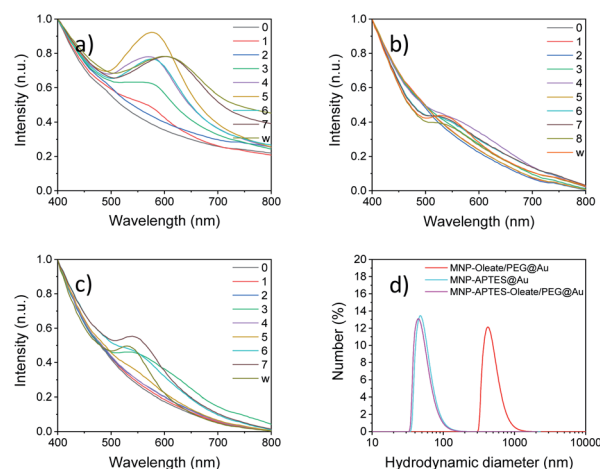 a)
Intensity (n.u.)
1.0
0.8
0.6
0.4
0.2
0.0
400 500 600 700 800
Wavelength (nm)
0
1
2
3
4
5
6
7
w
b)
Intensity (n.u.)
1.0
0.8
0.6
0.4
0.2
0.0
400 500 600 700 800
Wavelength (nm)
0
1
2
3
4
5
6
7
8
w
c)
Intensity (n.u.)
1.0
0.8
0.6
0.4
0.2
0.0
400 500 600 700 800
Wavelength (nm)
0
1
2
3
4
5
6
7
w
d)
Number (%)
20
18
16
14
12
10
8
6
4
2
0
10 100 1000 10000
Hydrodynamic diameter (nm)
MNP-Oleate/PEG@Au
MNP-APTES@Au
MNP-APTES-Oleate/PEG@Au